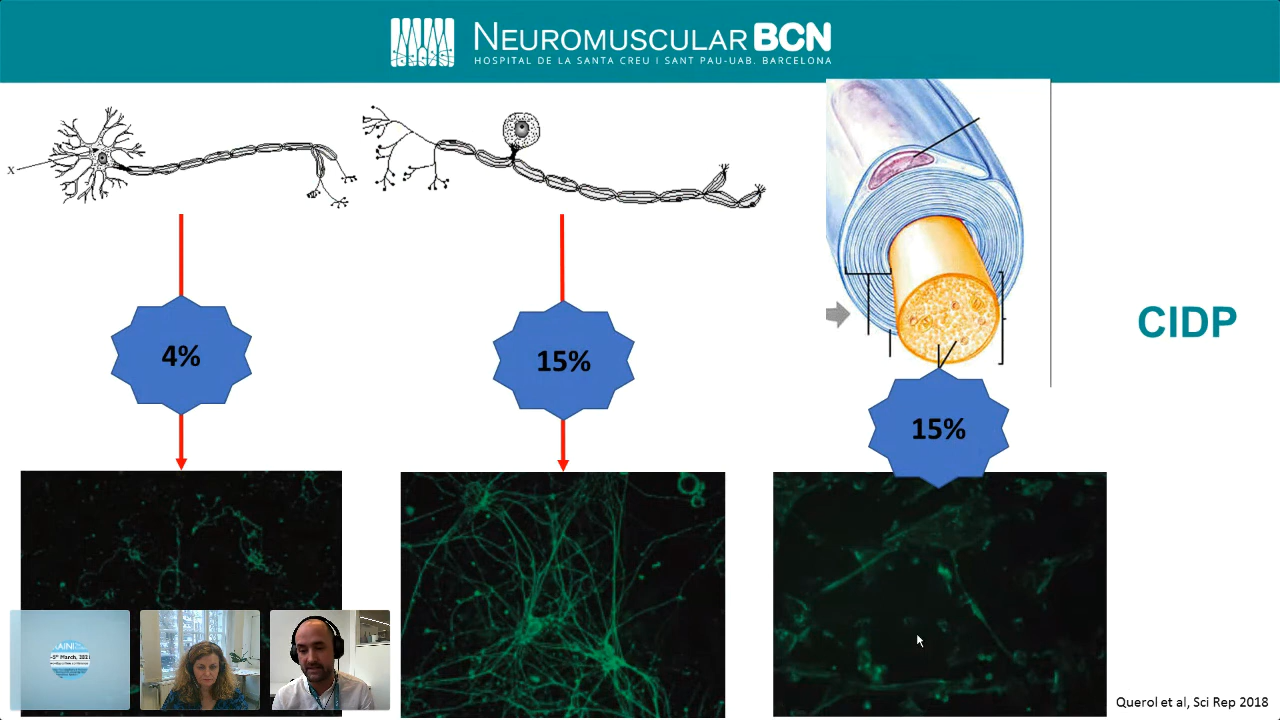 NEUROMUSCULAR BCN
HOSPITAL DE LA SANTA CREU I SANT PAU-UAB. BARCELONA
X
CIDP
4%
15%
15%
Querol et al, Sci Rep 2018